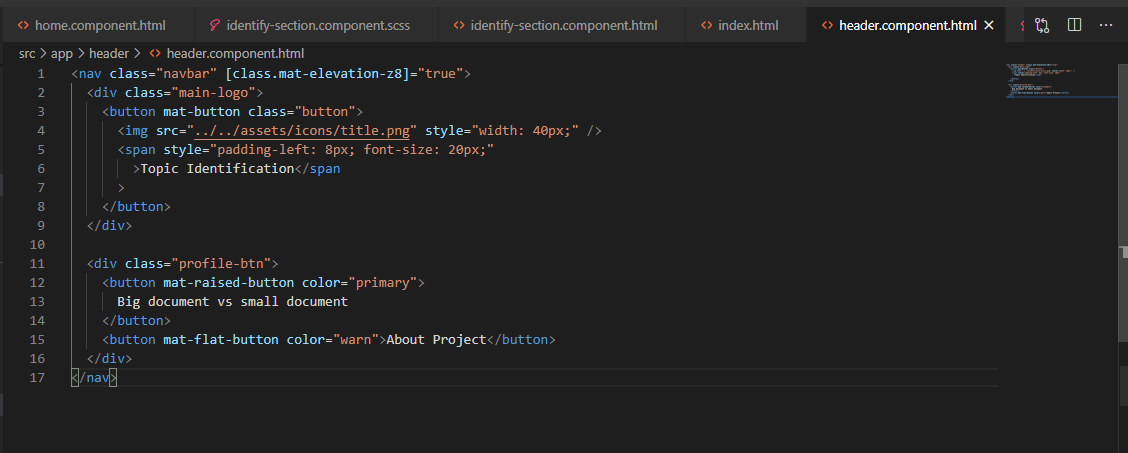 home.component.html identify-section.component.scss identify-section.component.html index.html header.component.html
src > app > header > header.component.html
1 <nav class="navbar" [class.mat-elevation-z8]="true">
2 <div class="main-logo">
3 <button mat-button class="button">
4 <img src="../../assets/icons/title.png" style="width: 40px;" />
5 <span style="padding-left: 8px; font-size: 20px;"
6 >Topic Identification</span
7 >
8 </button>
9 </div>
10
11 <div class="profile-btn">
12 <button mat-raised-button color="primary">
13 Big document vs small document
14 </button>
15 <button mat-flat-button color="warn">About Project</button>
16 </div>
17 </nav>